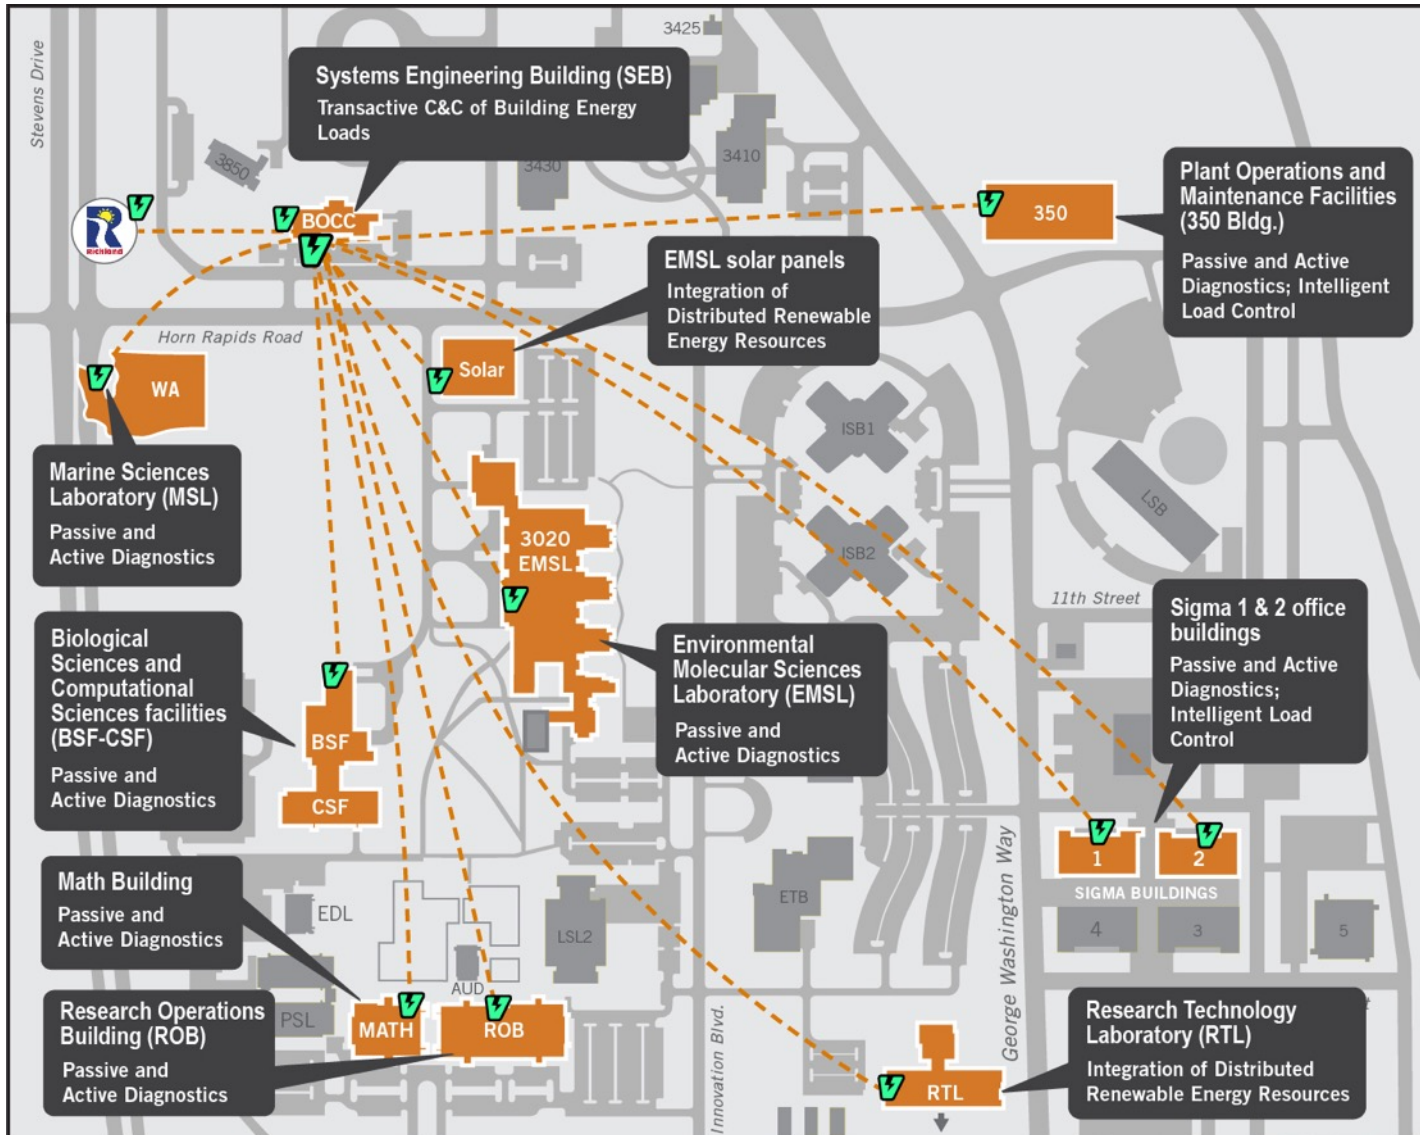 Stevens Drive
3425
Systems Engineering Building (SEB)
Transactive C&C of Building Energy
Loads
3850
3430
3410
Plant Operations and
Maintenance Facilities
(350 Bldg.)
Passive and Active
Diagnostics; Intelligent
Load Control
R
Richland
BOCC
350
EMSL solar panels
Integration of
Distributed Renewable
Energy Resources
Horn Rapids Road
WA
Solar
ISB1
Marine Sciences
Laboratory (MSL)
Passive and
Active Diagnostics
LSB
3020
EMSL
ISB2
11th Street
Sigma 1 & 2 office
buildings
Passive and Active
Diagnostics;
Intelligent Load
Control
Biological
Sciences and
Computational
Sciences facilities
(BSF-CSF)
Passive and
Active Diagnostics
Environmental
Molecular Sciences
Laboratory (EMSL)
Passive and
Active Diagnostics
BSF
CSF
1
2
SIGMA BUILDINGS
Math Building
Passive and
Active Diagnostics
EDL
LSL2
ETB
George Washington Way
4
3
5
AUD
Research Operations
Building (ROB)
Passive and
Active Diagnostics
PSL
MATH
ROB
Innovation Blvd.
RTL
Research Technology
Laboratory (RTL)
Integration of Distributed
Renewable Energy Resources